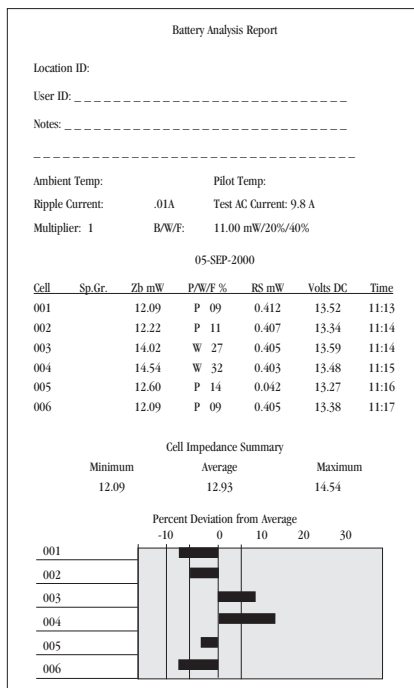 Battery Analysis Report
Location ID:
User ID: _ _ _ _ _ _ _ _ _ _ _ _ _ _ _ _ _ _ _ _ _ _ _ _ _ _ _ _
Notes: _ _ _ _ _ _ _ _ _ _ _ _ _ _ _ _ _ _ _ _ _ _ _ _ _ _ _ _ _
_ _ _ _ _ _ _ _ _ _ _ _ _ _ _ _ _ _ _ _ _ _ _ _ _ _ _ _ _ _ _ _ _
Ambient Temp: Pilot Temp:
Ripple Current: .01A Test AC Current: 9.8 A
Multiplier: 1 B/W/F: 11.00 mW/20%/40%
05-SEP-2000
Cell Sp.Gr. Zb mW P/W/F % RS mW Volts DC Time
001 12.09 P 09 0.412 13.52 11:13
002 12.22 P 11 0.407 13.34 11:14
003 14.02 W 27 0.405 13.59 11:14
004 14.54 W 32 0.403 13.48 11:15
005 12.60 P 14 0.042 13.27 11:16
006 12.09 P 09 0.405 13.38 11:17
Cell Impedance Summary
Minimum Average Maximum
12.09 12.93 14.54
Percent Deviation from Average
-10 0 10 20 30
001
002
003
004
005
006